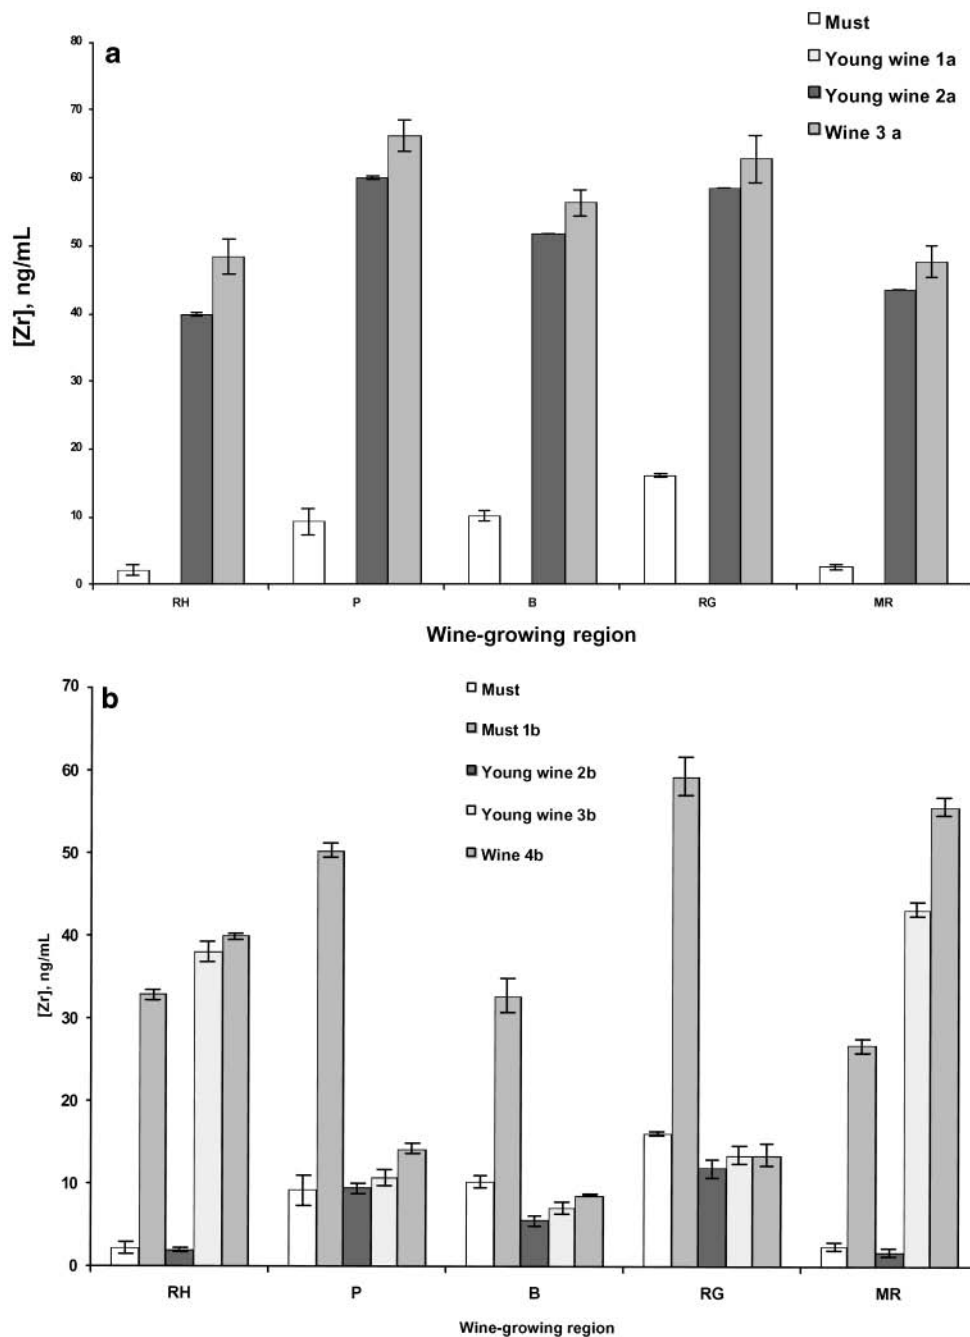 a
Must
Young wine 1a
Young wine 2a
Wine 3 a
80
70
60
50
40
30
20
10
0
[Zr], ng/mL
RH P B RG MR
Wine-growing region
b
Must
Must 1b
Young wine 2b
Young wine 3b
Wine 4b
70
60
50
40
30
20
10
0
[Zr], ng/mL
RH P B RG MR
Wine-growing region